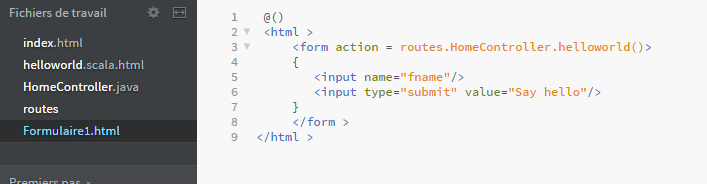 Fichiers de travail
index.html
helloworld.scala.html
HomeController.java
routes
Formulaire1.html
Premiers pas
1 @()
2 <html >
3 <form action = routes.HomeController.helloworld()>
4 {
5 <input name="fname"/>
6 <input type="submit" value="Say hello"/>
7 }
8 </form >
9 </html >